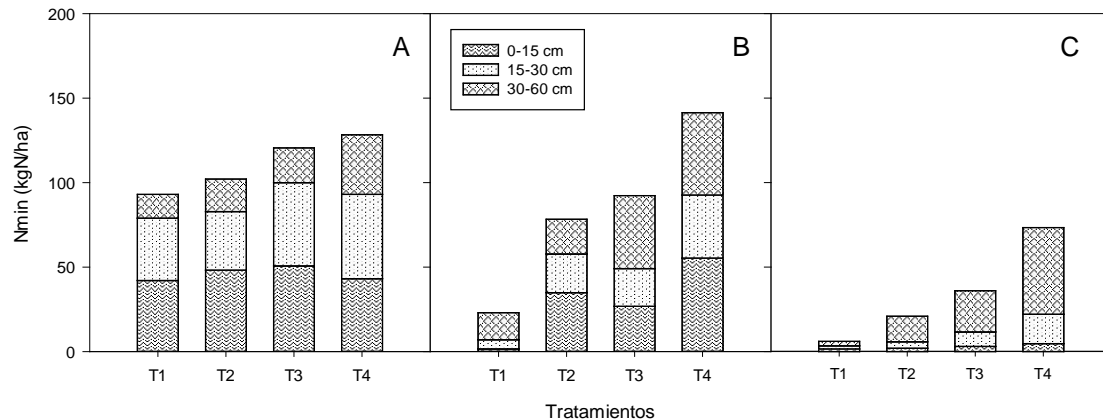 200
150
100
50
0
Nmin (kgN/ha)
A
B
C
0-15 cm
15-30 cm
30-60 cm
T1 T2 T3 T4
T1 T2 T3 T4
T1 T2 T3 T4
Tratamientos